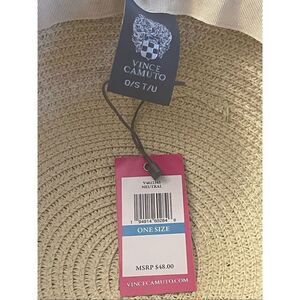 VINCE
CAMUTO
O/S T/U
NEUTRAL
ONE SIZE
MSRP $48.00
VINCECAMUTO.COM